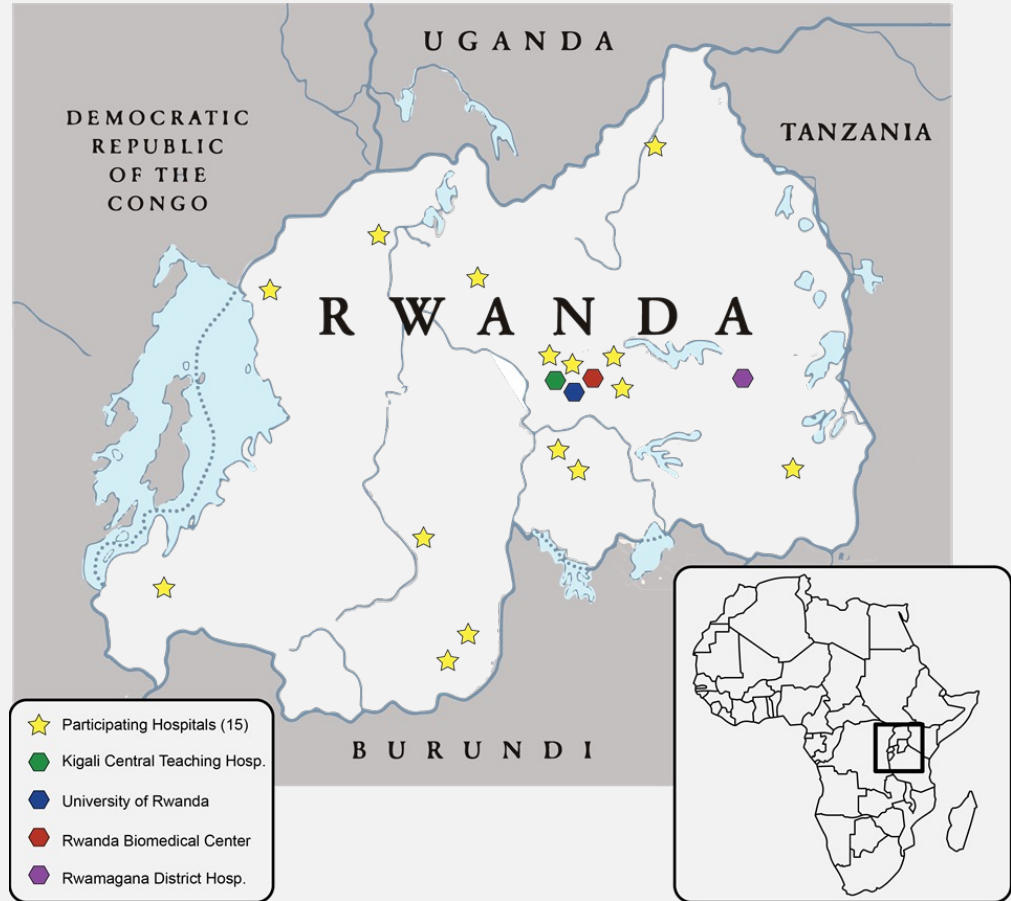 UGANDA
DEMOCRATIC
REPUBLIC
OF THE
CONGO
TANZANIA
RWANDA
BURUNDI
Participating Hospitals (15)
Kigali Central Teaching Hosp.
University of Rwanda
Rwanda Biomedical Center
Rwamagana District Hosp.